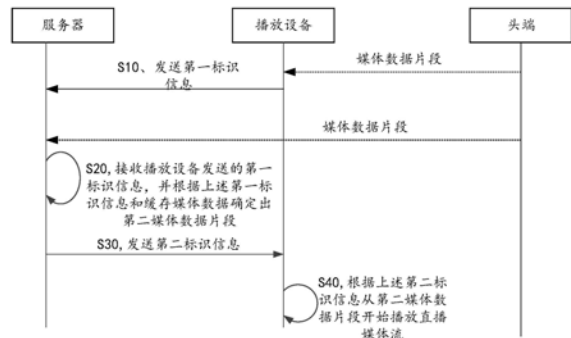 服务器
播放设备
头端
媒体数据片段
S10、发送第一标识
信息
媒体数据片段
S20,接收播放设备发送的第一
标识信息，并根据上述第一标
识信息和缓存媒体数据确定出
第二媒体数据片段
S30,发送第二标识信息
S40,根据上述第二标
识信息从第二媒体数
据片段开始播放直播
媒体流